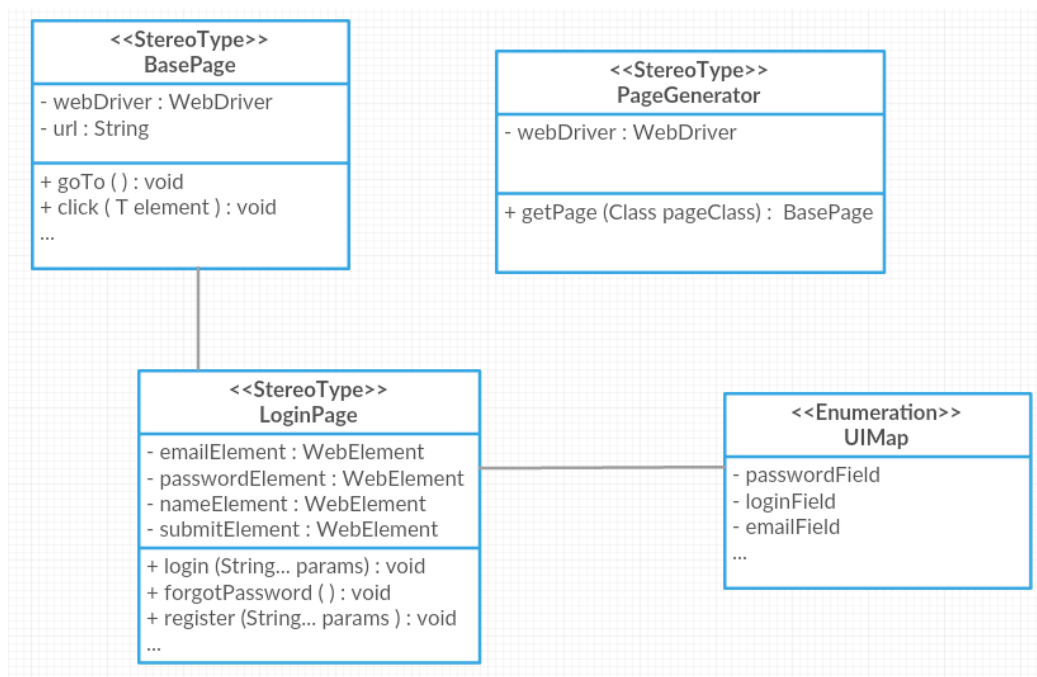 <<StereoType>>
BasePage
- webDriver : WebDriver
- url : String
+ goTo ( ) : void
+ click ( T element ) : void
...
<<StereoType>>
PageGenerator
- webDriver : WebDriver
+ getPage (Class pageClass) :  BasePage
<<StereoType>>
LoginPage
- emailElement : WebElement
- passwordElement : WebElement
- nameElement : WebElement
- submitElement : WebElement
+ login (String... params) : void
+ forgotPassword ( ) : void
+ register (String... params ) : void
...
<<Enumeration>>
UIMap
- passwordField
- loginField
- emailField
...